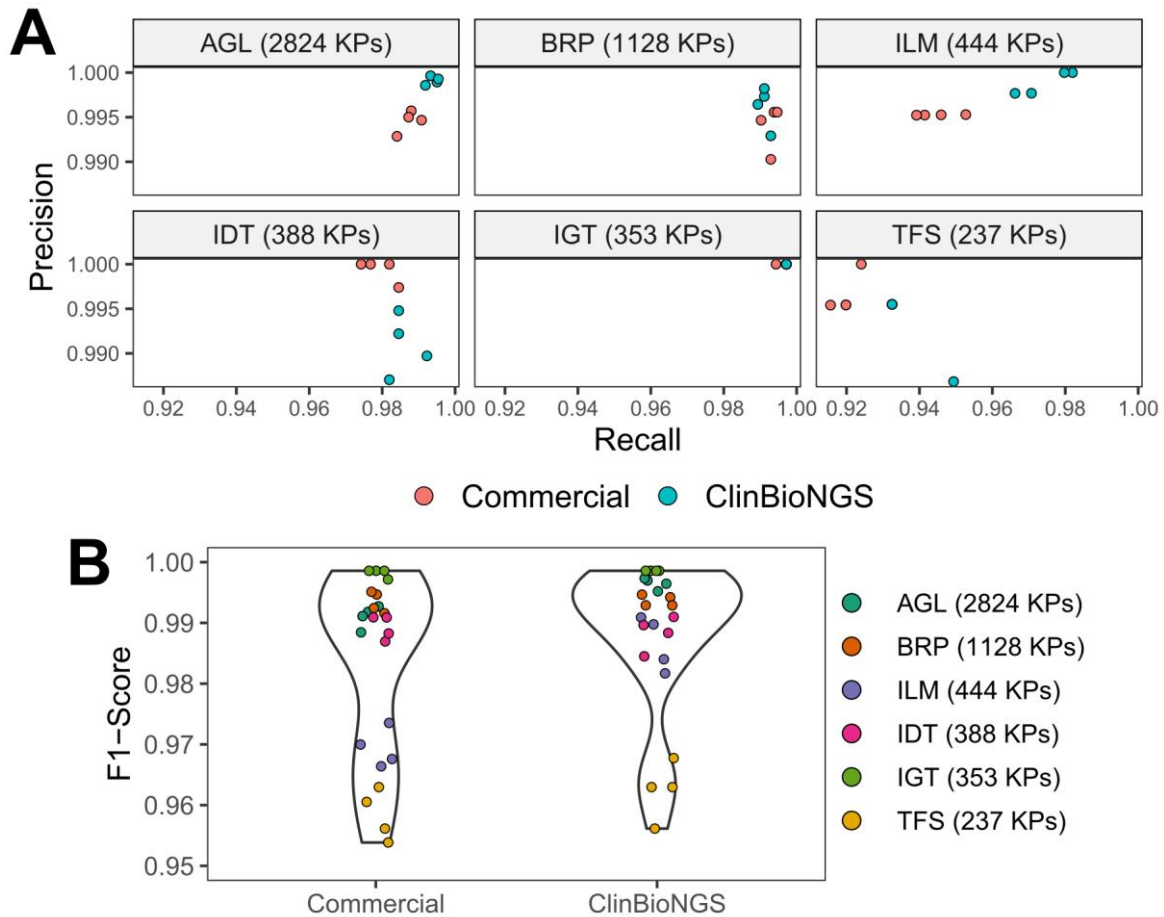 A
AGL (2824 KPs) BRP (1128 KPs) ILM (444 KPs)
1.000
0.995
0.990
Precision
IDT (388 KPs) IGT (353 KPs) TFS (237 KPs)
1.000
0.995
0.990
0.92 0.94 0.96 0.98 1.00 0.92 0.94 0.96 0.98 1.00 0.92 0.94 0.96 0.98 1.00
Recall
Commercial ClinBioNGS
B
F1−Score
1.00
0.99
0.98
0.97
0.96
0.95
Commercial ClinBioNGS
AGL (2824 KPs)
BRP (1128 KPs)
ILM (444 KPs)
IDT (388 KPs)
IGT (353 KPs)
TFS (237 KPs)